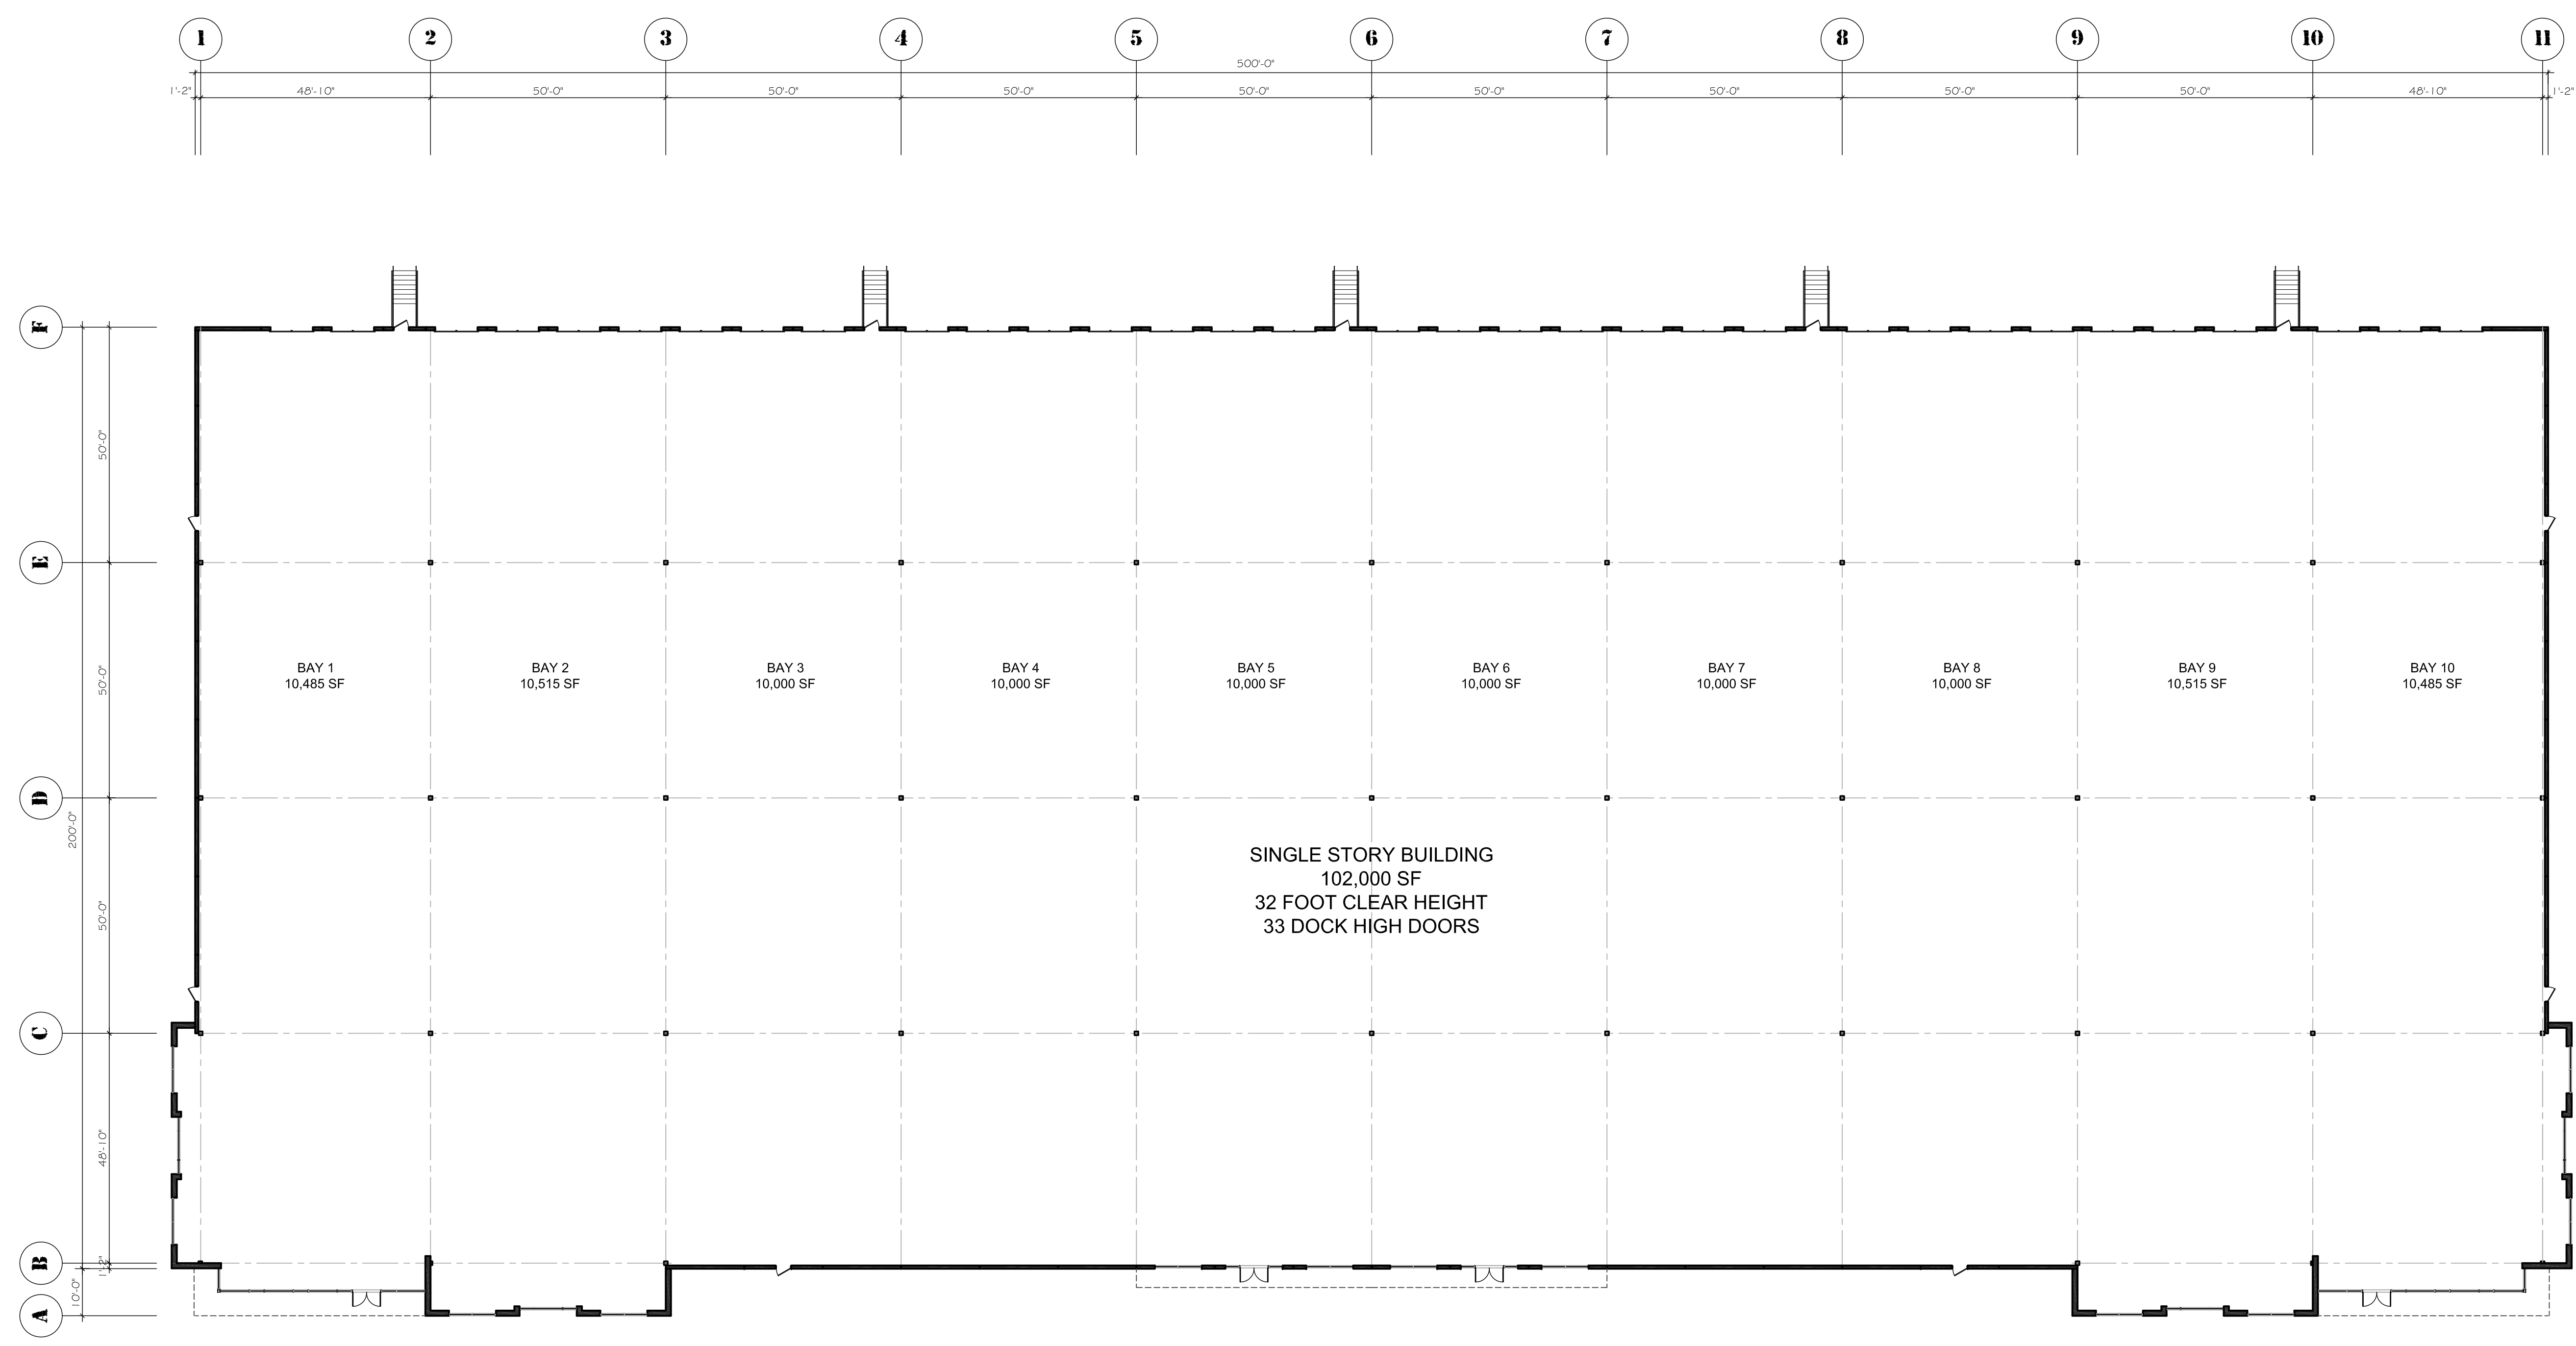 1 2 3 4 5 6 7 8 9 10 11
500'-0"
1'-2" 48'-10" 50'-0" 50'-0" 50'-0" 50'-0" 50'-0" 50'-0" 50'-0" 50'-0" 48'-10" 1'-2"
F
50'-0"
E
BAY 1 BAY 2 BAY 3 BAY 4 BAY 5 BAY 6 BAY 7 BAY 8 BAY 9 BAY 10
10,485 SF 10,515 SF 10,000 SF 10,000 SF 10,000 SF 10,000 SF 10,000 SF 10,000 SF 10,515 SF 10,485 SF
50'-0"
D
200'-0"
SINGLE STORY BUILDING
102,000 SF
32 FOOT CLEAR HEIGHT
33 DOCK HIGH DOORS
50'-0"
C
48'-10"
B
1'-2"
10'-0"
A